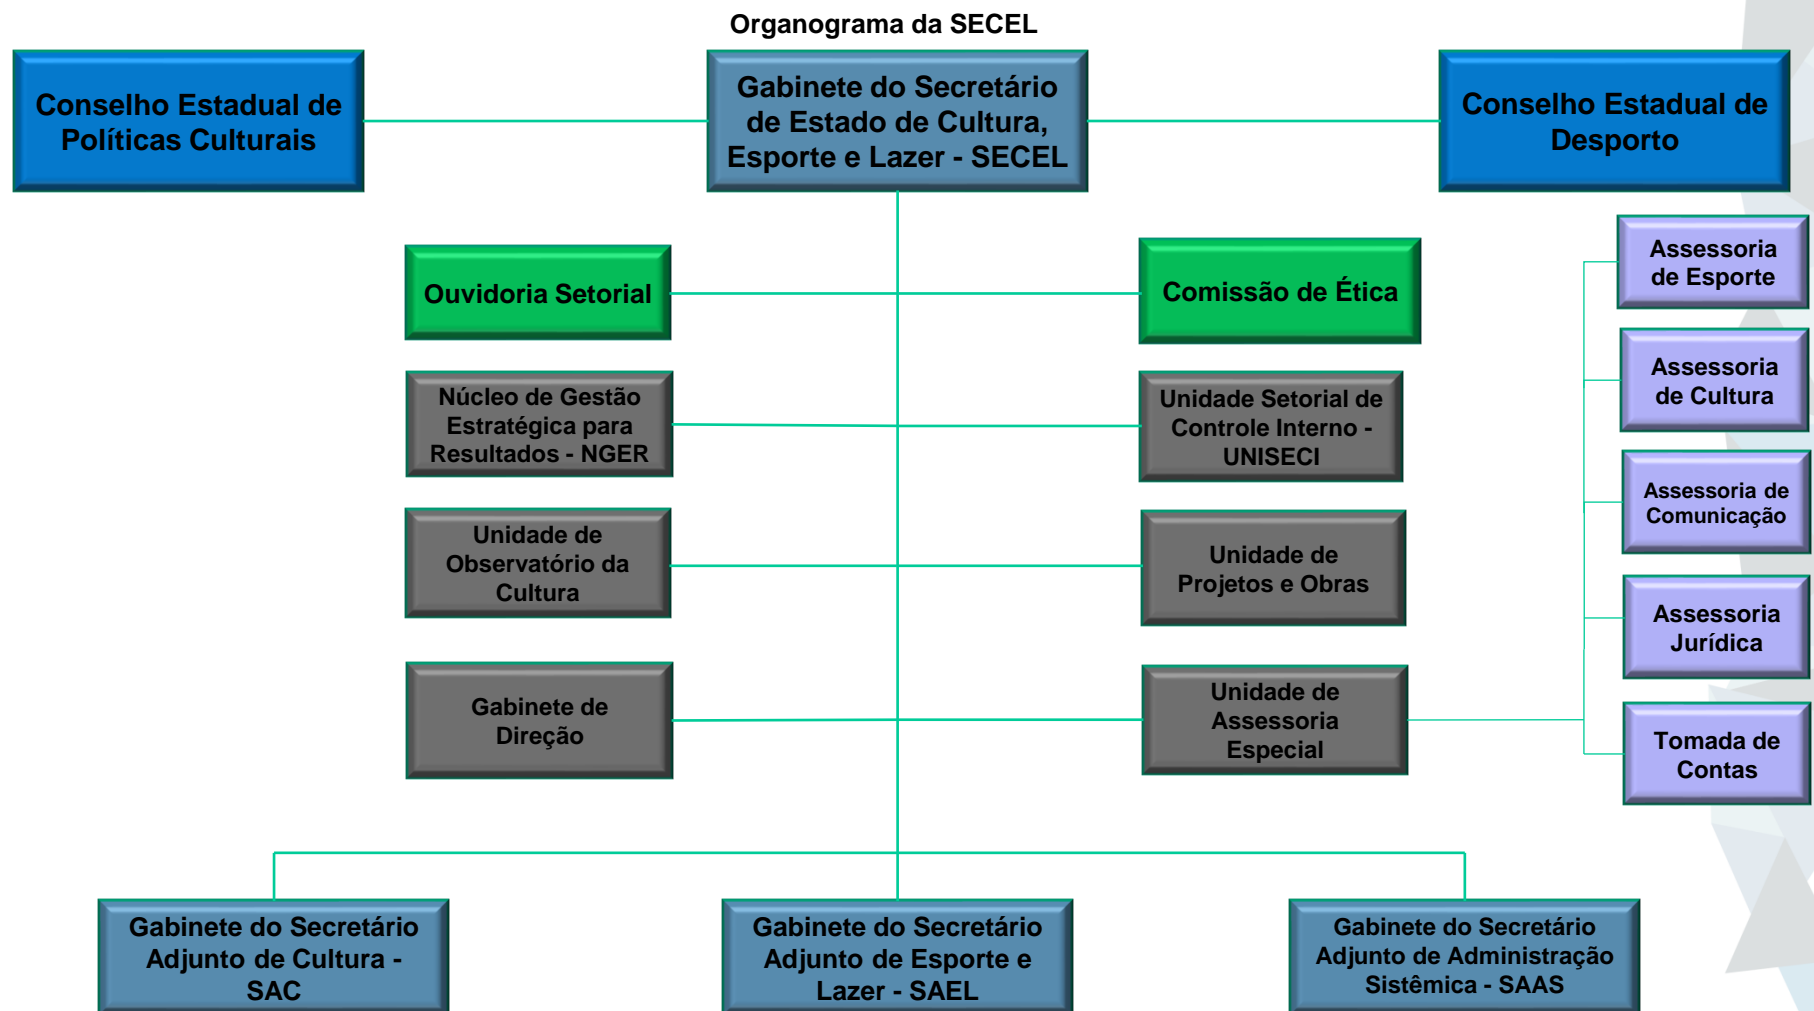 Organograma da SECEL
Conselho Estadual de
Políticas Culturais
Gabinete do Secretário
de Estado de Cultura,
Esporte e Lazer - SECEL
Conselho Estadual de
Desporto
Ouvidoria Setorial
Comissão de Ética
Núcleo de Gestão
Estratégica para
Resultados - NGER
Unidade Setorial de
Controle Interno -
UNISECI
Unidade de
Observatório da
Cultura
Unidade de
Projetos e Obras
Gabinete de
Direção
Unidade de
Assessoria
Especial
Assessoria
de Esporte
Assessoria
de Cultura
Assessoria de
Comunicação
Assessoria
Jurídica
Tomada de
Contas
Gabinete do Secretário
Adjunto de Cultura -
SAC
Gabinete do Secretário
Adjunto de Esporte e
Lazer - SAEL
Gabinete do Secretário
Adjunto de Administração
Sistêmica - SAAS